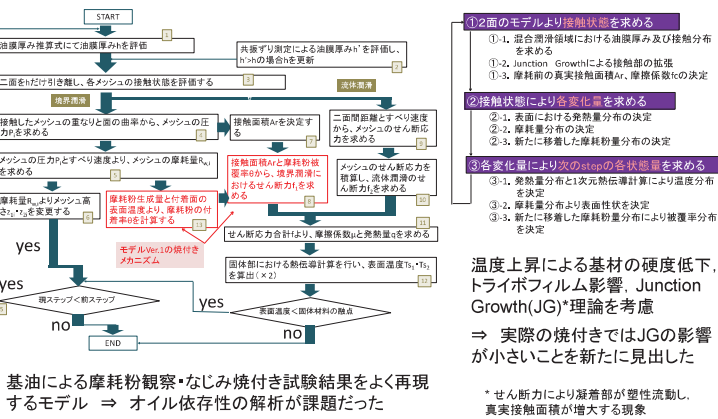 START
1
油膜厚み推算式にて油膜厚みhを評価
共振ずり測定による油膜厚みh'を評価し、
h'>hの場合hを更新
2
二面をhだけ引き離し、各メッシュの接触状態を評価する
3
境界潤滑
流体潤滑
接触したメッシュの重なりと面の曲率から、メッシュの圧
力Pᵢを求める
4
接触面積Arを決定す
る
7
二面間距離とすべり速度
から、メッシュのせん断応
力を求める
9
メッシュの圧力Pᵢとすべり速度より、メッシュの摩耗量Rw,i
を求める
5
接触面積Arと摩耗粉被
覆率θから、境界潤滑に
おけるせん断力f₁を求
める
8
メッシュのせん断応力を
積算し、流体潤滑のせ
ん断力f₂を求める
10
摩耗量Rw,iよりメッシュ高
さz₁,・z₂を変更する
6
摩耗粉生成量と付着面の
表面温度より、摩耗粉の付
着率θを計算する
13
せん断応力合計より、摩擦係数μと発熱量qを求める
11
モデルVer.1の焼付き
メカニズム
固体部における熱伝導計算を行い、表面温度Ts₁・Ts₂
を算出(×2)
12
yes
yes
現ステップ<前ステップ
yes
表面温度<固体材料の融点
no
no
END
基油による摩耗粉観察・なじみ焼付き試験結果をよく再現
するモデル ⇒ オイル依存性の解析が課題だった
①2面のモデルより接触状態を求める
①-1. 混合潤滑領域における油膜厚み及び接触分布
を求める
①-2. Junction Growthによる接触部の拡張
①-3. 摩耗前の真実接触面積Ar、摩擦係数fcの決定
②接触状態により各変化量を求める
②-1. 表面における発熱量分布の決定
②-2. 摩耗量分布の決定
②-3. 新たに移着した摩耗粉量分布の決定
③各変化量により次のstepの各状態量を求める
③-1. 発熱量分布と1次元熱伝導計算により温度分布
を決定
③-2. 摩耗量分布より表面性状を決定
③-3. 新たに移着した摩耗粉量分布により被覆率分布
を決定
温度上昇による基材の硬度低下,
トライボフィルム影響, Junction
Growth(JG)*理論を考慮
⇒ 実際の焼付きではJGの影響
が小さいことを新たに見出した
* せん断力により凝着部が塑性流動し,
真実接触面積が増大する現象